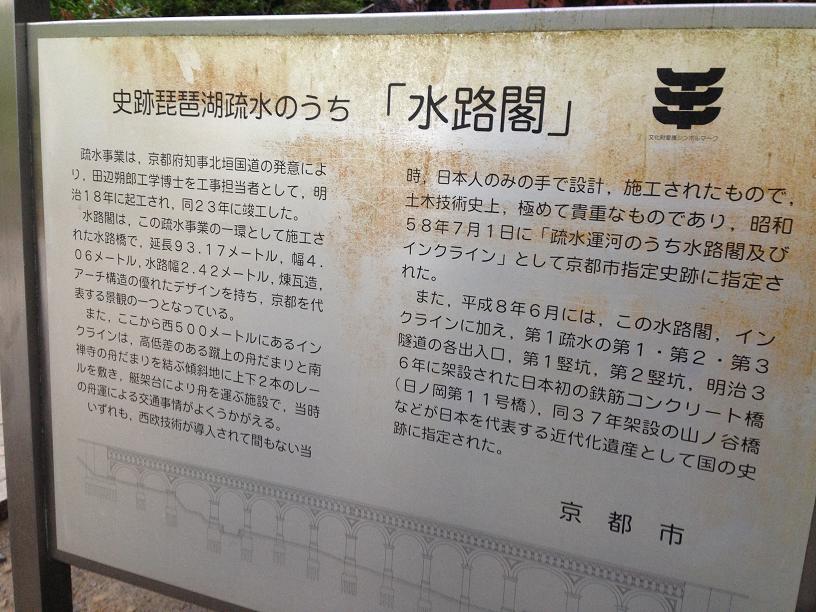 史跡琵琶湖疏水のうち 「水路閣」
文化財愛護シンボルマーク
疏水事業は，京都府知事北垣国道の発意によ
り，田辺朔郎工学博士を工事担当者として，明
治１８年に起工され，同２３年に竣工した。
水路閣は，この疏水事業の一環として施工さ
れた水路橋で，延長９３.１７メートル，幅４.
０６メートル，水路幅２.４２メートル，煉瓦造，
アーチ構造の優れたデザインを持ち，京都を代
表する景観の一つとなっている。
また，ここから西５００メートルにあるイン
クラインは，高低差のある蹴上の舟だまりと南
禅寺の舟だまりを結ぶ傾斜地に上下２本のレー
ルを敷き，艇架台により舟を運ぶ施設で，当時
の舟運による交通事情がよくうかがえる。
いずれも，西欧技術が導入されて間もない当
時，日本人のみの手で設計，施工されたもので，
土木技術史上，極めて貴重なものであり，昭和
５８年７月１日に「疏水運河のうち水路閣及び
インクライン」として京都市指定史跡に指定さ
れた。
また，平成８年６月には，この水路閣，イン
クラインに加え，第１疏水の第１・第２・第３
隧道の各出入口，第１竪坑，第２竪坑，明治３
６年に架設された日本初の鉄筋コンクリート橋
（日ノ岡第１１号橋），同３７年架設の山ノ谷橋
などが日本を代表する近代化遺産として国の史
跡に指定された。
京都市